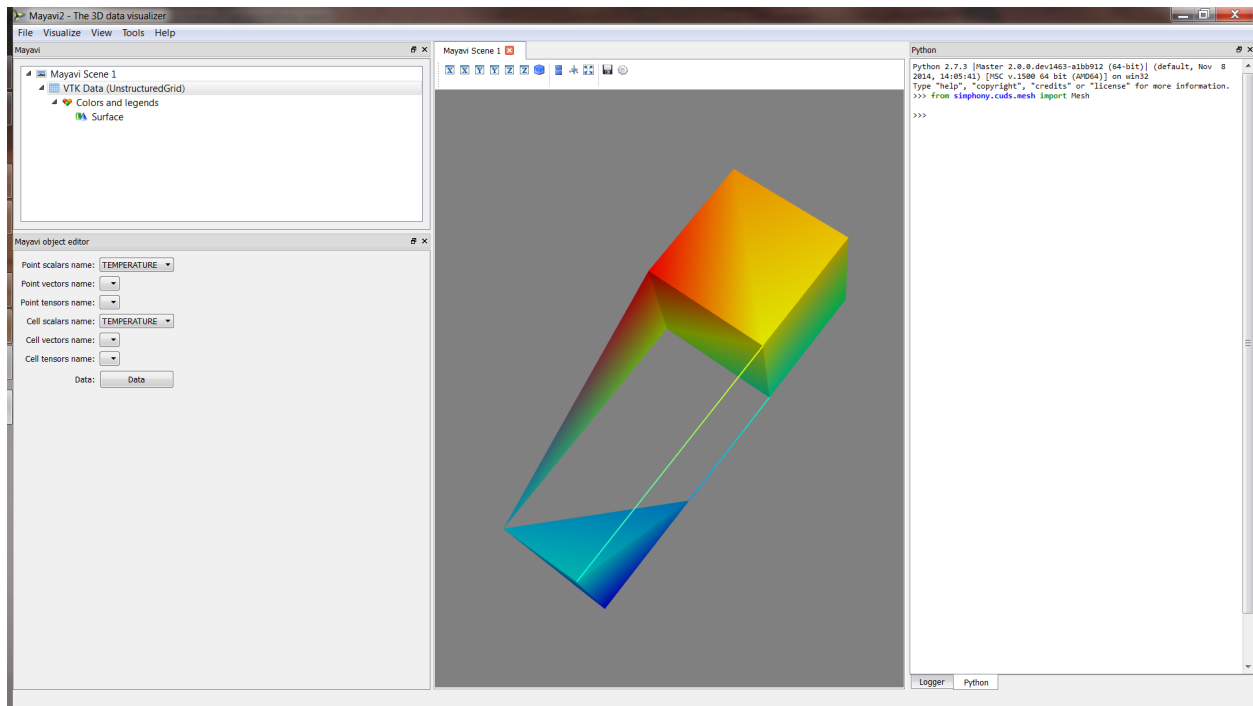 Mayavi2 - The 3D data visualizer
File Visualize View Tools Help
Mayavi
Mayavi Scene 1
VTK Data (UnstructuredGrid)
Colors and legends
Surface
Mayavi object editor
Point scalars name: TEMPERATURE
Point vectors name:
Point tensors name:
Cell scalars name: TEMPERATURE
Cell vectors name:
Cell tensors name:
Data: Data
Mayavi Scene 1
X X Y Y Z Z
Python
Python 2.7.3 |Master 2.0.0.dev1463-a1bb912 (64-bit)| (default, Nov 8
2014, 14:05:41) [MSC v.1500 64 bit (AMD64)] on win32
Type "help", "copyright", "credits" or "license" for more information.
>>> from simphony.cuds.mesh import Mesh
>>>
Logger Python